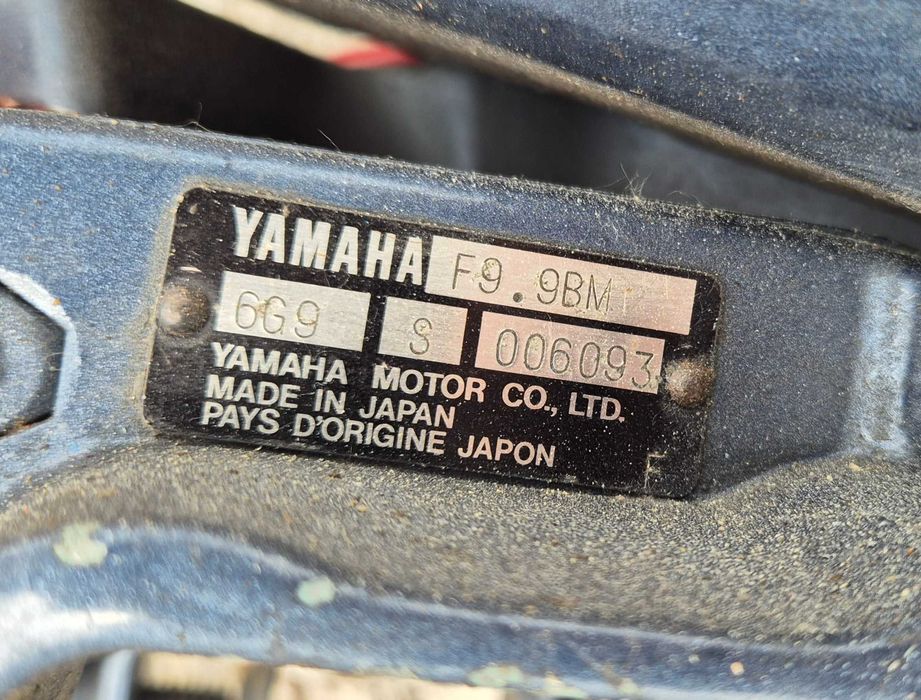 YAMAHA F9.9BM
6G9 S 006093
YAMAHA MOTOR CO., LTD.
MADE IN JAPAN
PAYS D'ORIGINE JAPON